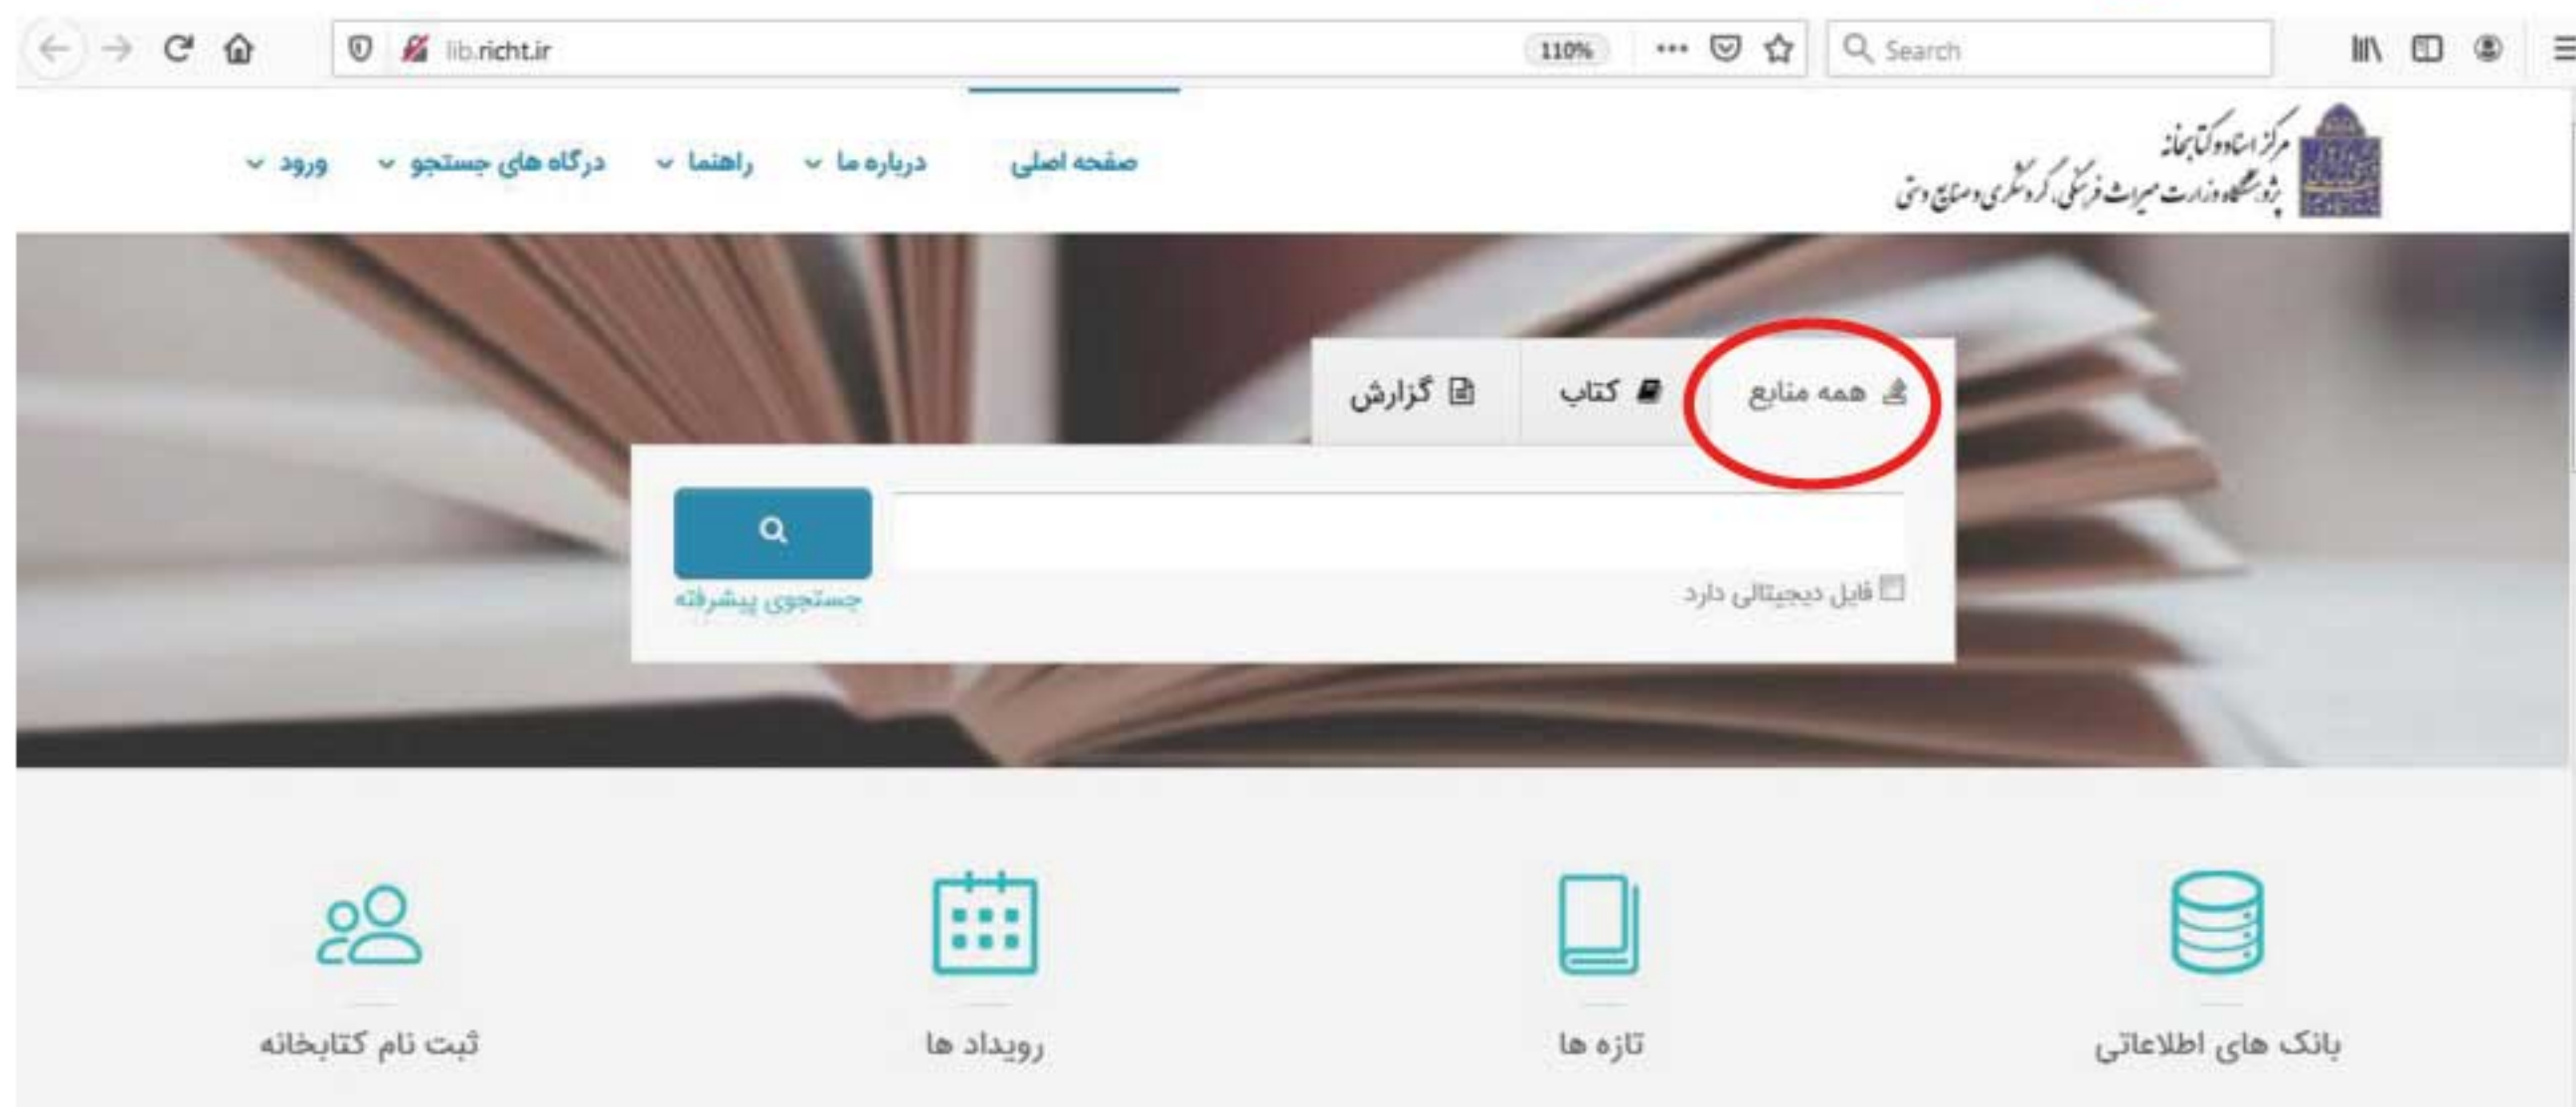 lib.richt.ir
110%
Search
مرکز اسناد و کتابخانه
پژوهشگاه وزارت میراث فرهنگی، گردشگری و صنایع دستی
صفحه اصلی درباره ما راهنما درگاه های جستجو ورود
همه منابع کتاب گزارش
فایل دیجیتالی دارد
جستجوی پیشرفته
بانک های اطلاعاتی تازه ها رویداد ها ثبت نام کتابخانه